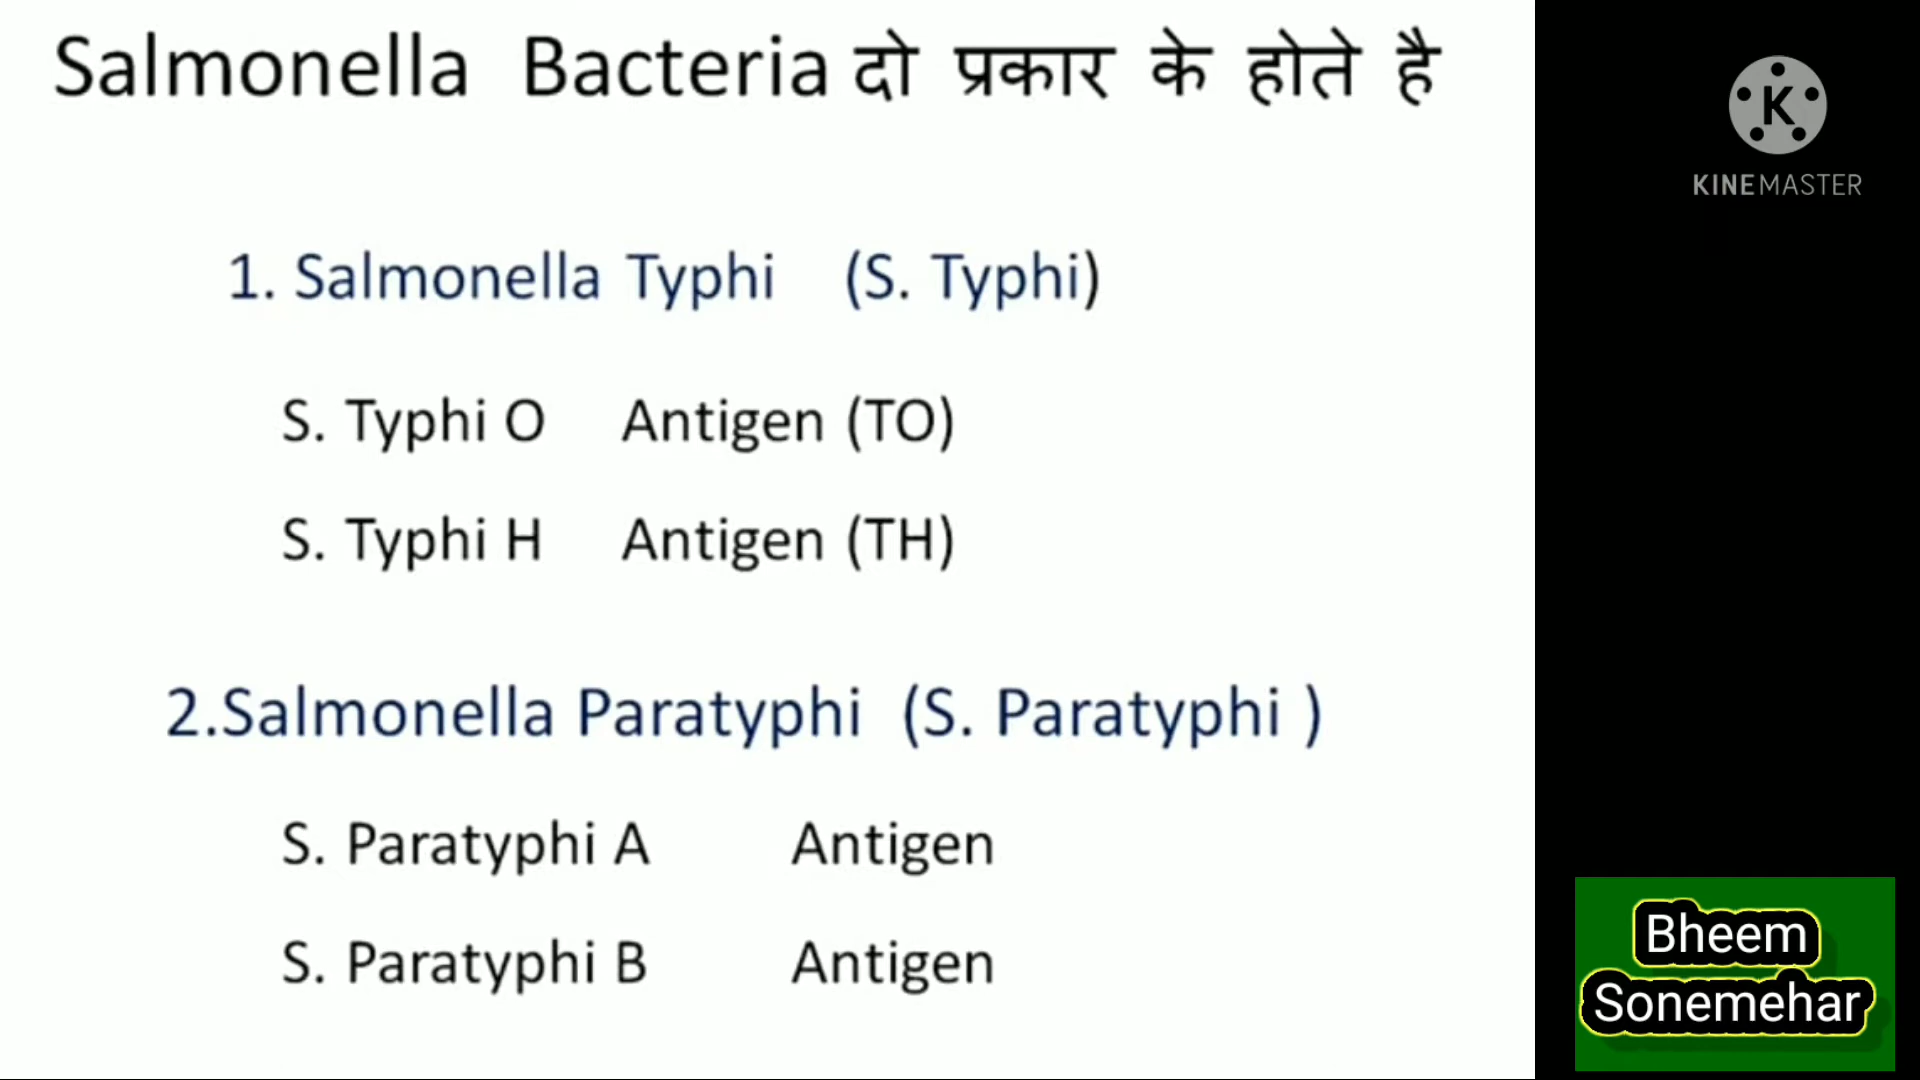 Salmonella Bacteria दो प्रकार के होते है
1. Salmonella Typhi (S. Typhi)
S. Typhi O Antigen (TO)
S. Typhi H Antigen (TH)
2.Salmonella Paratyphi (S. Paratyphi )
S. Paratyphi A Antigen
S. Paratyphi B Antigen
K
KINEMASTER
Bheem
Sonemehar